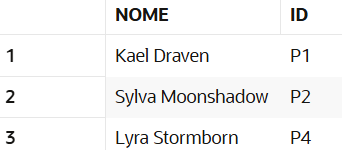 NOME ID
1 Kael Draven P1
2 Sylva Moonshadow P2
3 Lyra Stormborn P4